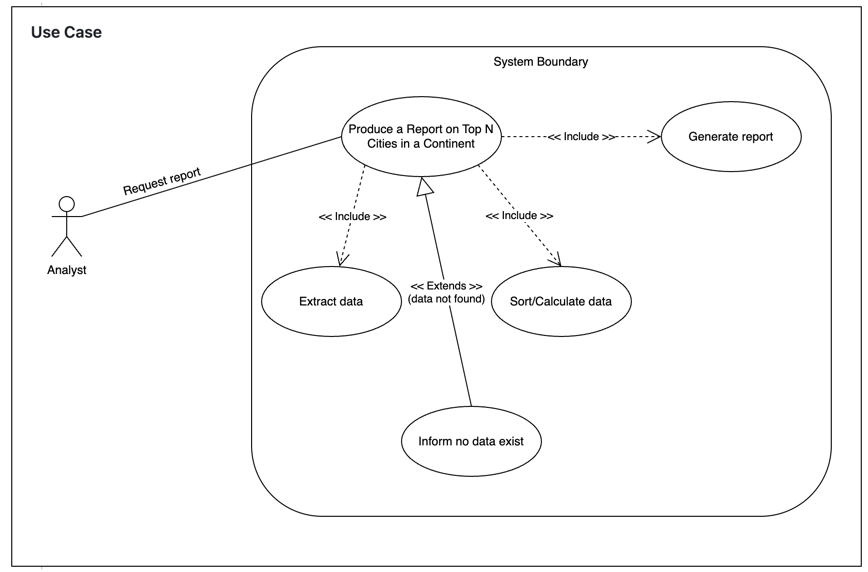 Use Case
System Boundary
Produce a Report on Top N
Cities in a Continent
<< Include >>
Generate report
Request report
<< Include >>
<< Include >>
Analyst
Extract data
<< Extends >>
(data not found)
Sort/Calculate data
Inform no data exist